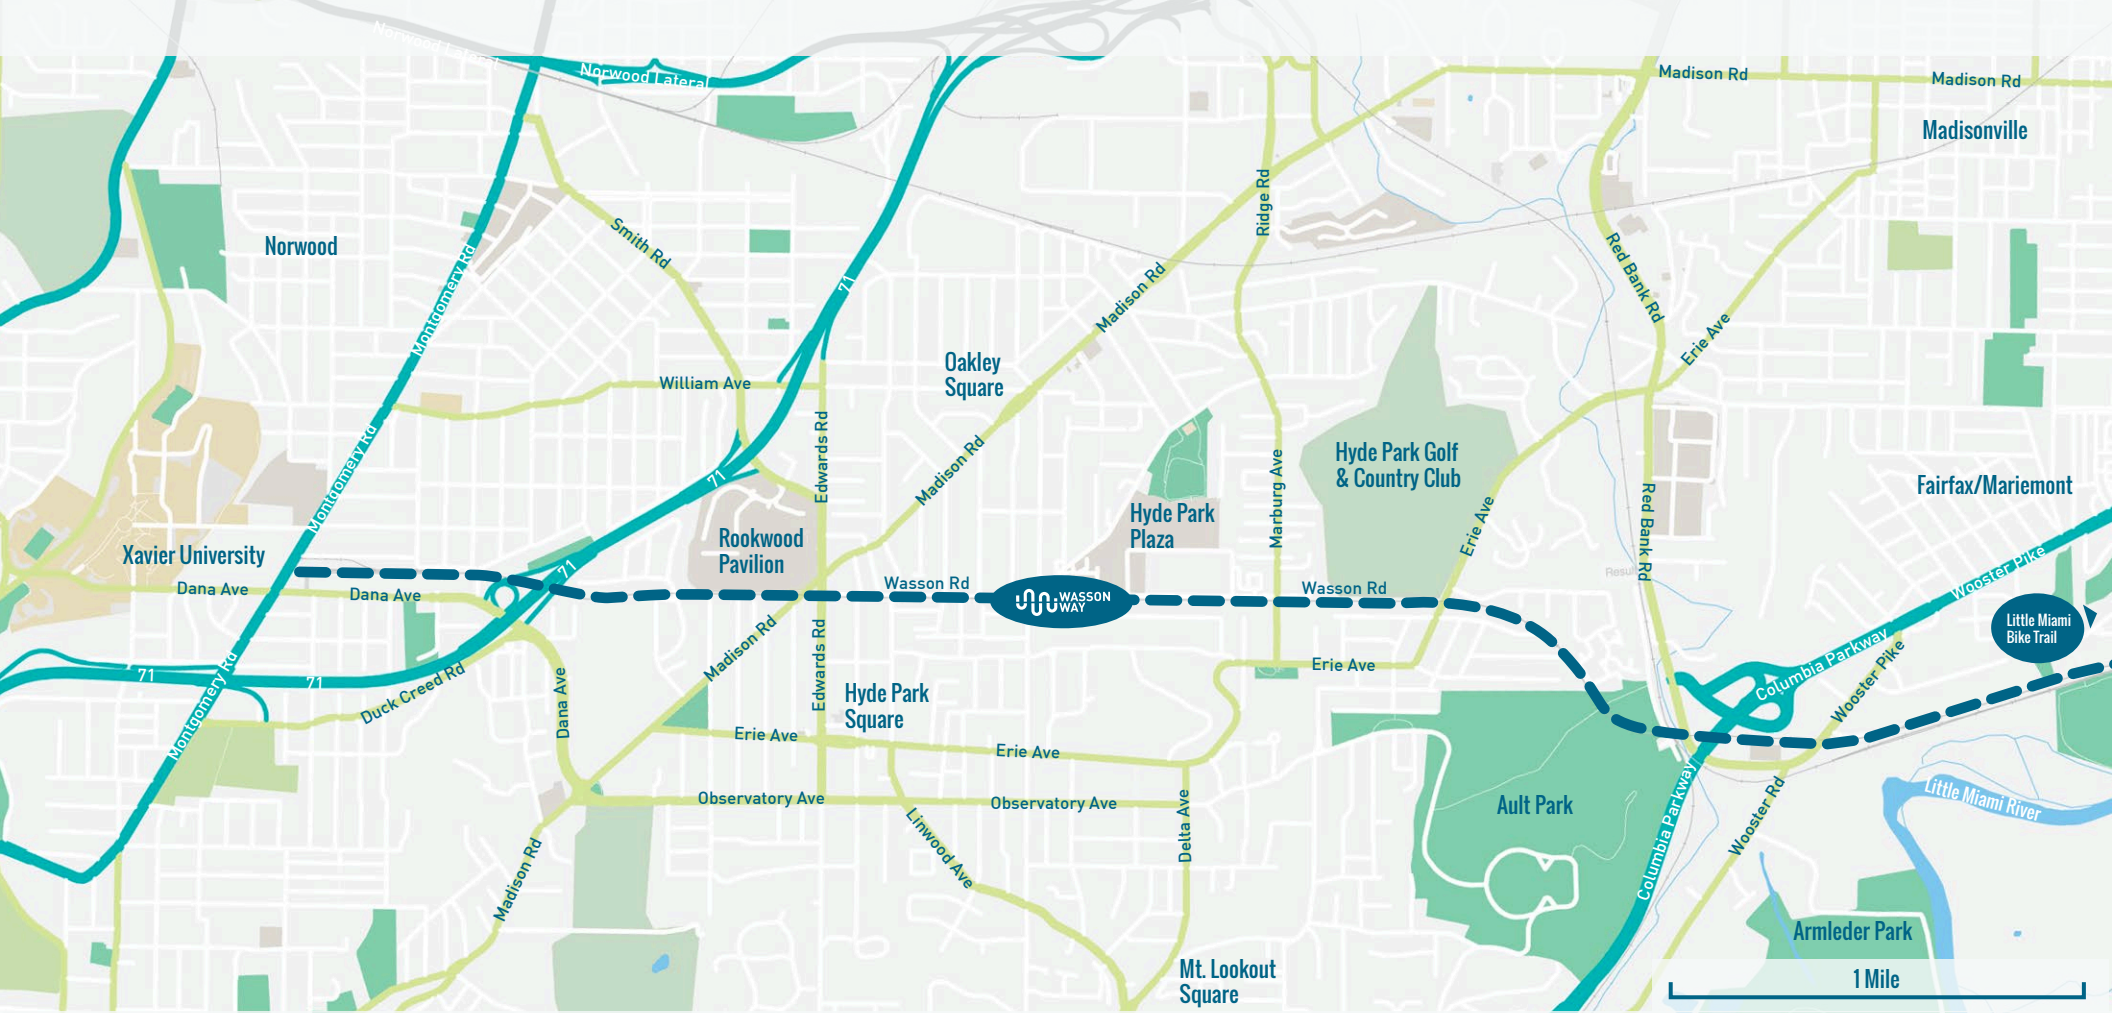 Norwood Lateral
Norwood Lateral
Madison Rd
Madison Rd
Madisonville
Ridge Rd
Norwood
Smith Rd
Montgomery Rd
Red Bank Rd
71
Madison Rd
Erie Ave
Oakley
Square
William Ave
Edwards Rd
Madison Rd
Montgomery Rd
71
Hyde Park Golf
& Country Club
Marburg Ave
Fairfax/Mariemont
Hyde Park
Plaza
Erie Ave
Red Bank Rd
Rookwood
Pavilion
Xavier University
71
Dana Ave
Dana Ave
Wasson Rd
WASSON
WAY
Wasson Rd
Wooster Pike
Little Miami
Bike Trail
Madison Rd
Edwards Rd
Erie Ave
Columbia Parkway
Wooster Pike
71
71
Montgomery Rd
Duck Creed Rd
Dana Ave
Hyde Park
Square
Erie Ave
Erie Ave
Observatory Ave
Observatory Ave
Linwood Ave
Delta Ave
Ault Park
Columbia Parkway
Wooster Rd
Little Miami River
Madison Rd
Armleder Park
Mt. Lookout
Square
1 Mile